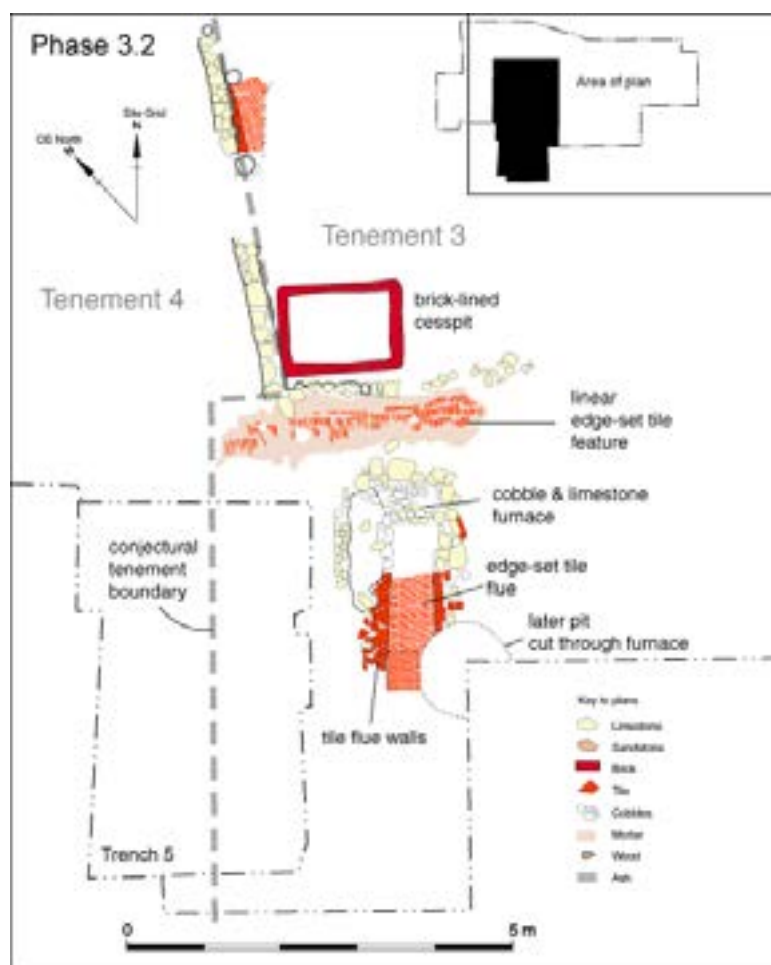 Phase 3.2
Area of plan
Site Grid
N
OS North
N
Tenement 3
Tenement 4
brick-lined
cesspit
linear
edge-set tile
feature
cobble & limestone
furnace
conjectural
tenement
boundary
edge-set tile
flue
later pit
cut through furnace
tile flue walls
Key to plans
Limestone
Sandstone
Brick
Tile
Cobbles
Mortar
Wood
Ash
Trench 5
0
5 m